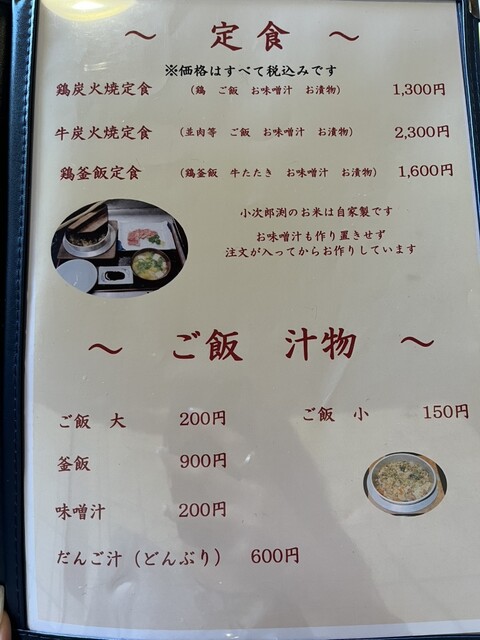 ～ 定食 ～
※価格はすべて税込みです
鶏炭火焼定食 (鶏 ご飯 お味噌汁 お漬物) 1,300円
牛炭火焼定食 (並肉等 ご飯 お味噌汁 お漬物) 2,300円
鶏釜飯定食 (鶏釜飯 牛たたき お味噌汁 お漬物) 1,600円
小次郎渕のお米は自家製です
お味噌汁も作り置きせず
注文が入ってからお作りしています
～ ご飯 汁物 ～
ご飯 大 200円 ご飯 小 150円
釜飯 900円
味噌汁 200円
だんご汁（どんぶり） 600円